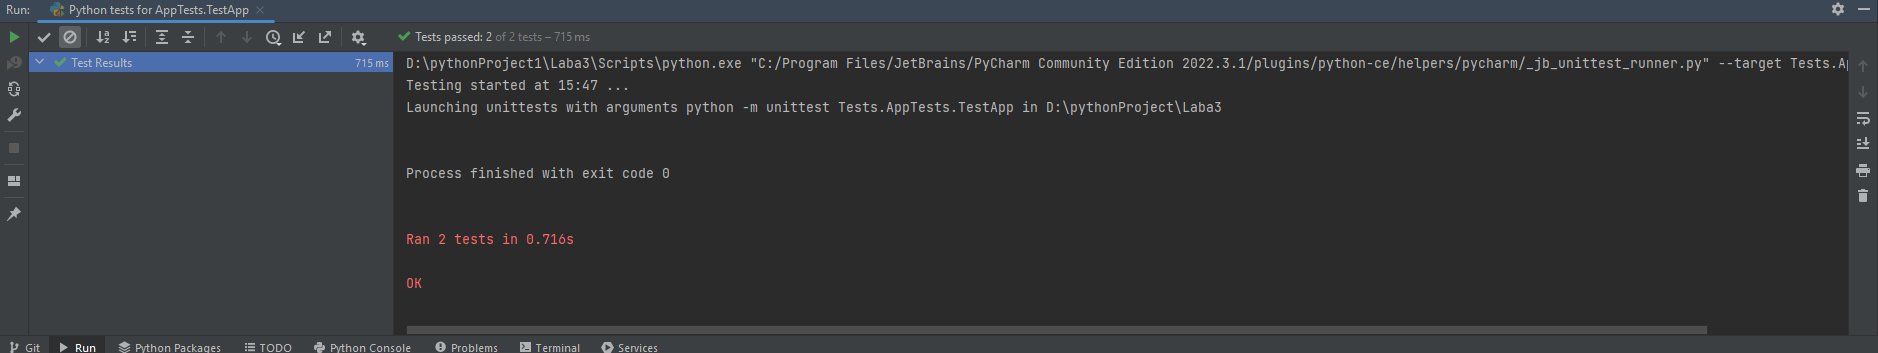 Run: Python tests for AppTests.TestApp
Tests passed: 2 of 2 tests – 715 ms
Test Results 715 ms
D:\pythonProject1\Laba3\Scripts\python.exe "C:/Program Files/JetBrains/PyCharm Community Edition 2022.3.1/plugins/python-ce/helpers/pycharm/_jb_unittest_runner.py" --target Tests.Ap
Testing started at 15:47 ...
Launching unittests with arguments python -m unittest Tests.AppTests.TestApp in D:\pythonProject\Laba3
Process finished with exit code 0
Ran 2 tests in 0.716s
OK
Git Run Python Packages TODO Python Console Problems Terminal Services